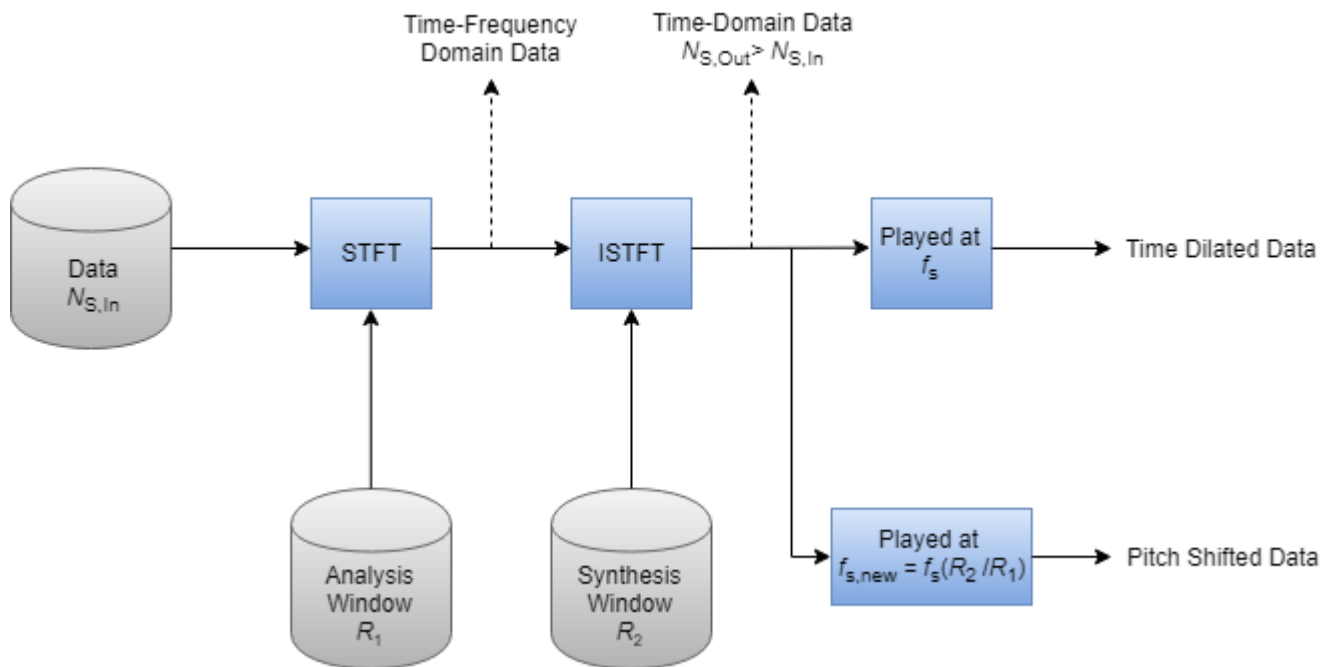 Time-Frequency
Domain Data
Time-Domain Data
N_S,Out > N_S,In
Data
N_S,In
STFT
ISTFT
Played at
f_s
Time Dilated Data
Analysis
Window
R_1
Synthesis
Window
R_2
Played at
f_s,new = f_s(R_2 /R_1)
Pitch Shifted Data